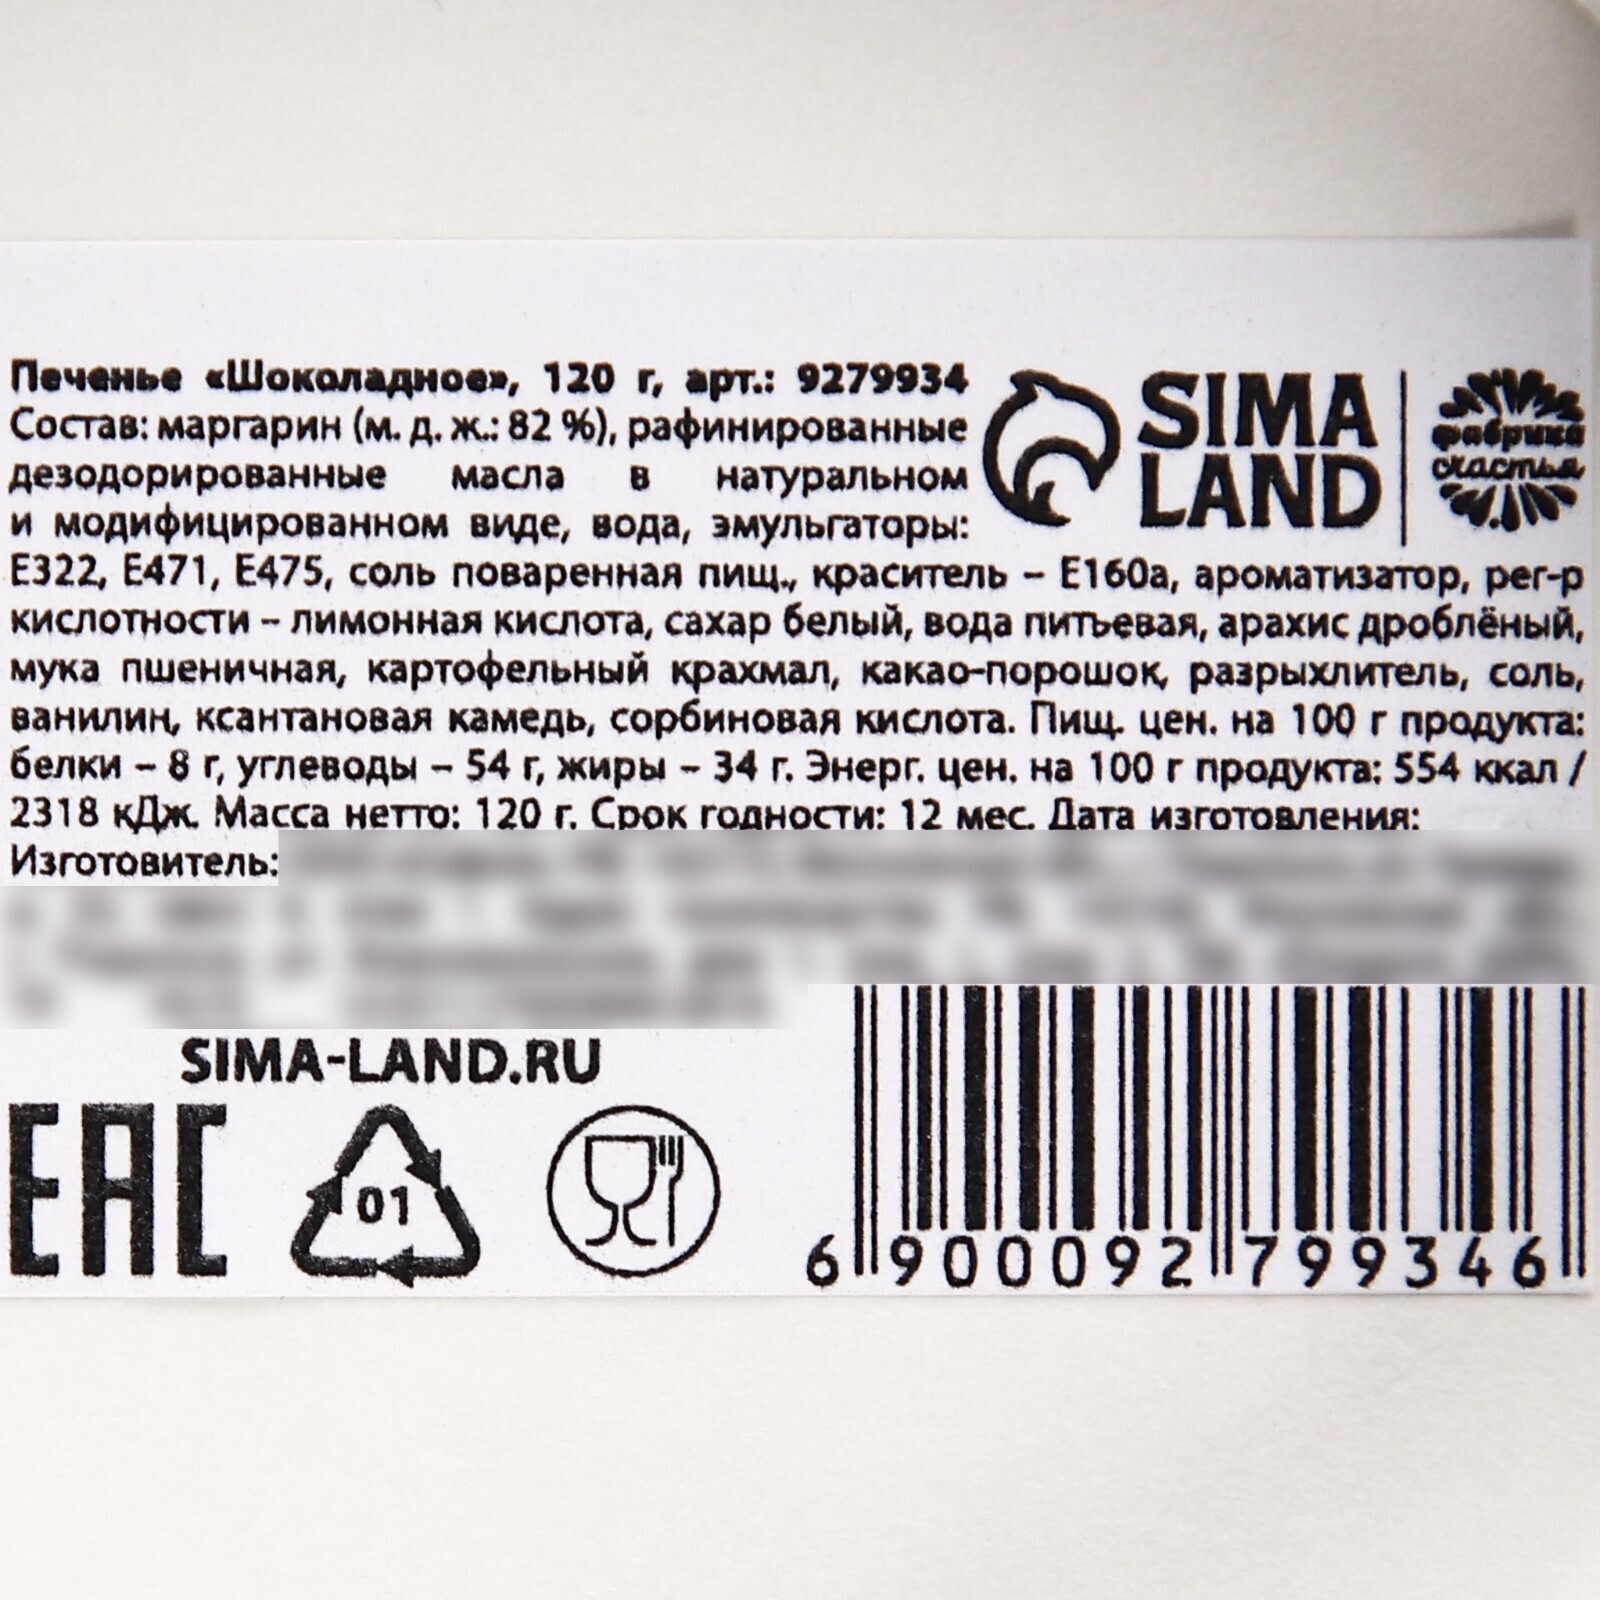 Печенье «Шоколадное», 120 г, арт.: 9279934
Состав: маргарин (м. д. ж.: 82 %), рафинированные
дезодорированные масла в натуральном
и модифицированном виде, вода, эмульгаторы:
Е322, Е471, Е475, соль поваренная пищ., краситель – Е160а, ароматизатор, рег-р
кислотности – лимонная кислота, сахар белый, вода питьевая, арахис дроблёный,
мука пшеничная, картофельный крахмал, какао-порошок, разрыхлитель, соль,
ванилин, ксантановая камедь, сорбиновая кислота. Пищ. цен. на 100 г продукта:
белки – 8 г, углеводы – 54 г, жиры – 34 г. Энерг. цен. на 100 г продукта: 554 ккал /
2318 кДж. Масса нетто: 120 г. Срок годности: 12 мес. Дата изготовления:
Изготовитель:
SIMA
LAND
фабрика
счастья
SIMA-LAND.RU
EAC
01
6 900092 799346